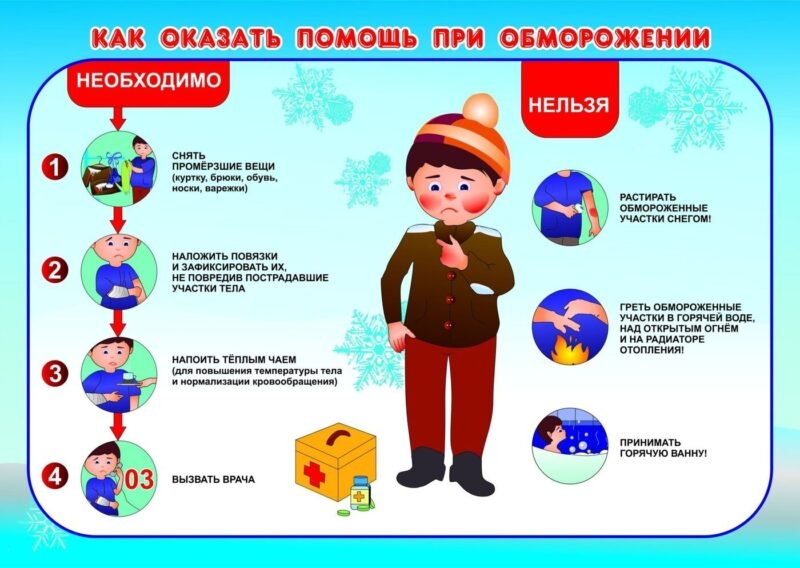 КАК ОКАЗАТЬ ПОМОЩЬ ПРИ ОБМОРОЖЕНИИ
НЕОБХОДИМО
1
СНЯТЬ
ПРОМЁРЗШИЕ ВЕЩИ
(куртку, брюки, обувь,
носки, варежки)
2
НАЛОЖИТЬ ПОВЯЗКИ
И ЗАФИКСИРОВАТЬ ИХ,
НЕ ПОВРЕДИВ ПОСТРАДАВШИЕ
УЧАСТКИ ТЕЛА
3
НАПОИТЬ ТЁПЛЫМ ЧАЕМ
(для повышения температуры тела
и нормализации кровообращения)
4
03
ВЫЗВАТЬ ВРАЧА
НЕЛЬЗЯ
РАСТИРАТЬ
ОБМОРОЖЕННЫЕ
УЧАСТКИ СНЕГОМ!
ГРЕТЬ ОБМОРОЖЕННЫЕ
УЧАСТКИ В ГОРЯЧЕЙ ВОДЕ,
НАД ОТКРЫТЫМ ОГНЁМ
И НА РАДИАТОРЕ
ОТОПЛЕНИЯ!
ПРИНИМАТЬ
ГОРЯЧУЮ ВАННУ!